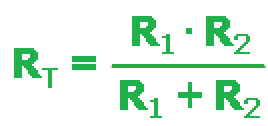 R_T = (R_1 · R_2) / (R_1 + R_2)